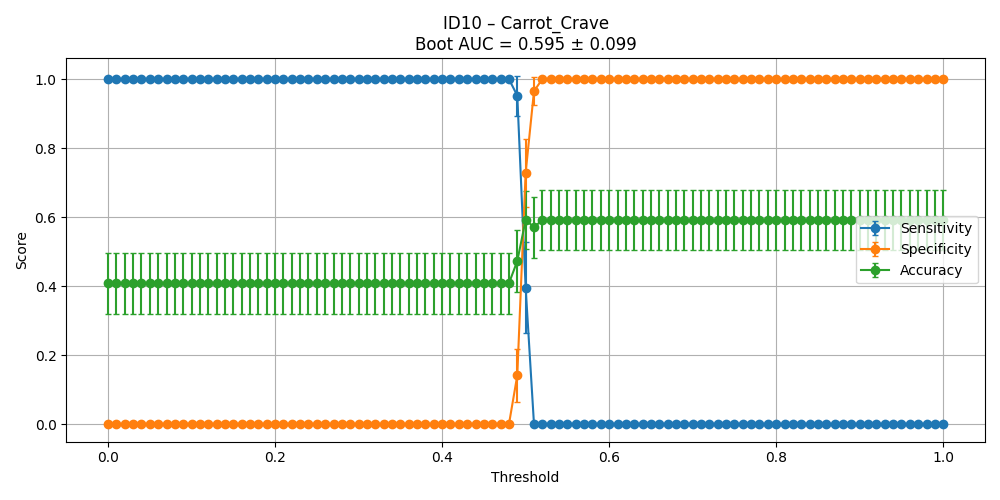 ID10 – Carrot_Crave
Boot AUC = 0.595 ± 0.099
Score
1.0
0.8
0.6
0.4
0.2
0.0
Sensitivity
Specificity
Accuracy
0.0 0.2 0.4 0.6 0.8 1.0
Threshold